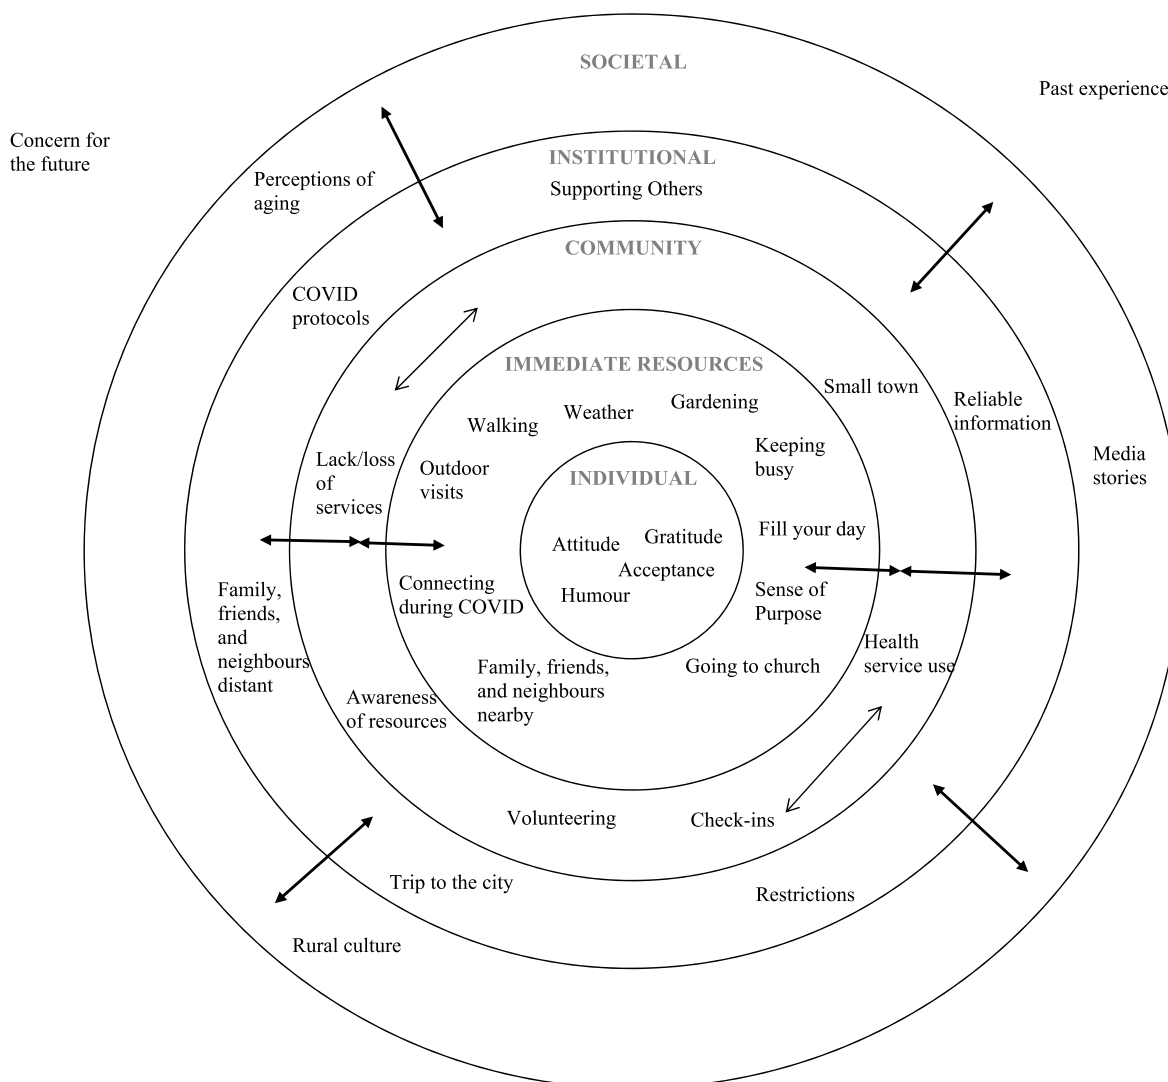 SOCIETAL
Past experience
Concern for
the future
INSTITUTIONAL
Perceptions of
aging
Supporting Others
COMMUNITY
COVID
protocols
IMMEDIATE RESOURCES
Small town
Reliable
information
Walking
Weather
Gardening
Keeping
busy
Media
stories
Lack/loss
of
services
Outdoor
visits
INDIVIDUAL
Attitude
Gratitude
Acceptance
Humour
Fill your day
Sense of
Purpose
Connecting
during COVID
Family,
friends,
and
neighbours
distant
Health
service use
Family, friends,
and neighbours
nearby
Going to church
Awareness
of resources
Volunteering
Check-ins
Trip to the city
Restrictions
Rural culture